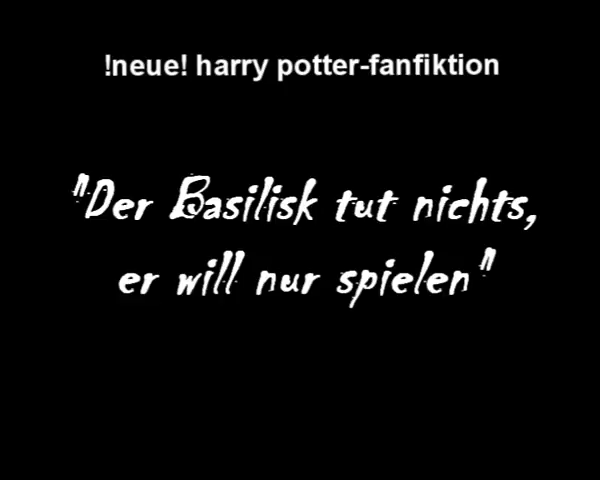 !neue! harry potter-fanfiktion
"Der Basilisk tut nichts,
er will nur spielen"